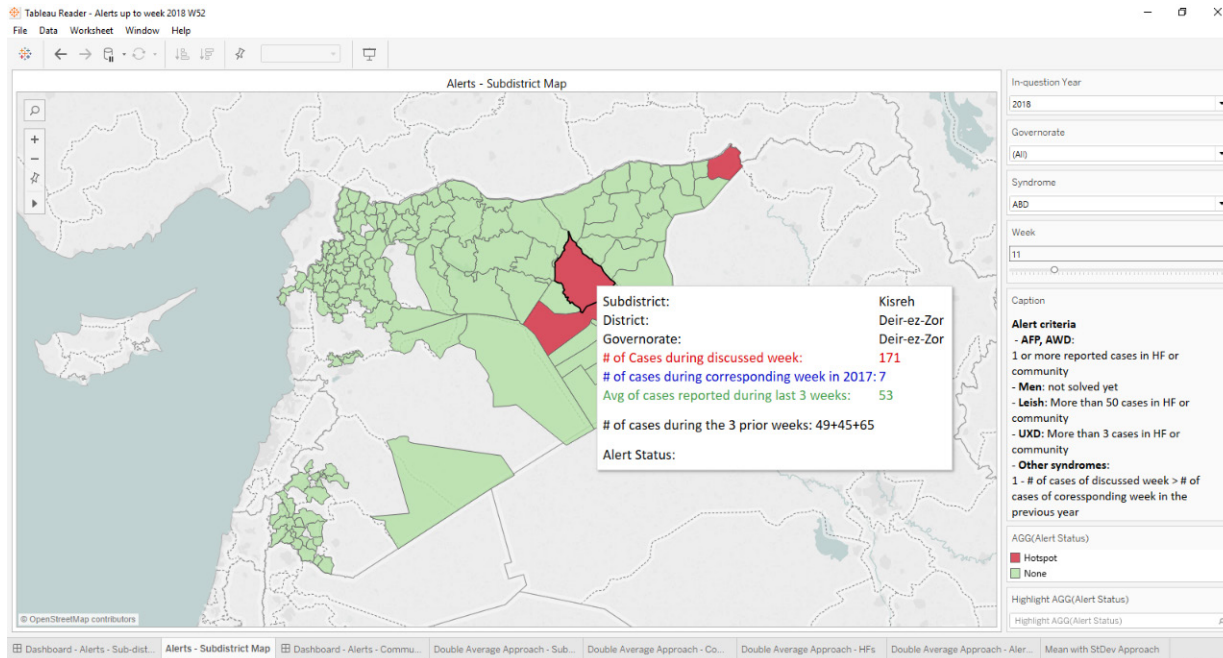 Tableau Reader - Alerts up to week 2018 W52
File Data Worksheet Window Help
Alerts - Subdistrict Map
Subdistrict: Kisreh
District: Deir-ez-Zor
Governorate: Deir-ez-Zor
# of Cases during discussed week: 171
# of cases during corresponding week in 2017: 7
Avg of cases reported during last 3 weeks: 53
# of cases during the 3 prior weeks: 49+45+65
Alert Status:
© OpenStreetMap contributors
In-question Year
2018
Governorate
(All)
Syndrome
ABD
Week
11
Caption
Alert criteria
- AFP, AWD:
1 or more reported cases in HF or
community
- Men: not solved yet
- Leish: More than 50 cases in HF or
community
- UXD: More than 3 cases in HF or
community
- Other syndromes:
1 - # of cases of discussed week > # of
cases of coressponding week in the
previous year
AGG(Alert Status)
Hotspot
None
Highlight AGG(Alert Status)
Highlight AGG(Alert Status)
Dashboard - Alerts - Sub-dist... Alerts - Subdistrict Map Dashboard - Alerts - Commu... Double Average Approach - Sub... Double Average Approach - Co... Double Average Approach - HFs Double Average Approach - Aler... Mean with StDev Approach